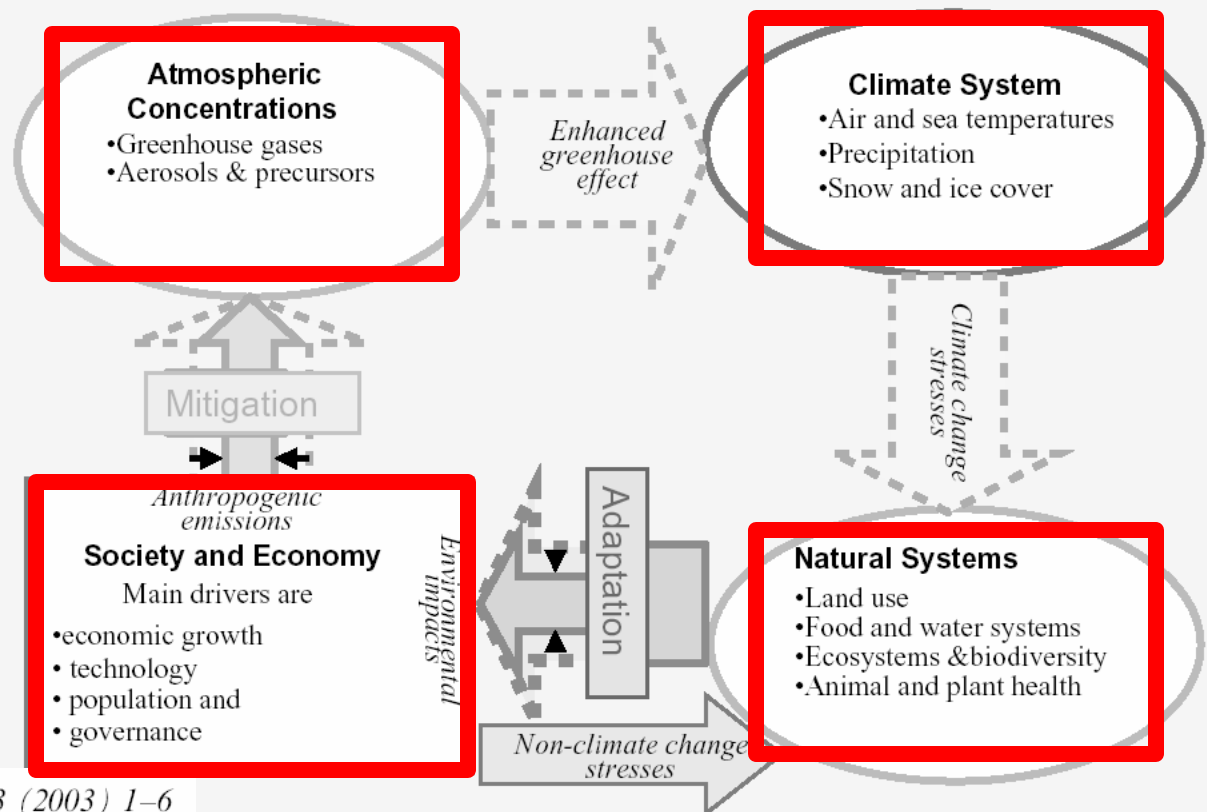 Atmospheric
Concentrations
•Greenhouse gases
•Aerosols & precursors
Enhanced
greenhouse
effect
Climate System
•Air and sea temperatures
•Precipitation
•Snow and ice cover
Climate change
stresses
Mitigation
Anthropogenic
emissions
Society and Economy
Main drivers are
•economic growth
• technology
• population and
• governance
Environmental
impacts
Adaptation
Natural Systems
•Land use
•Food and water systems
•Ecosystems &biodiversity
•Animal and plant health
Non-climate change
stresses
(2003) 1–6